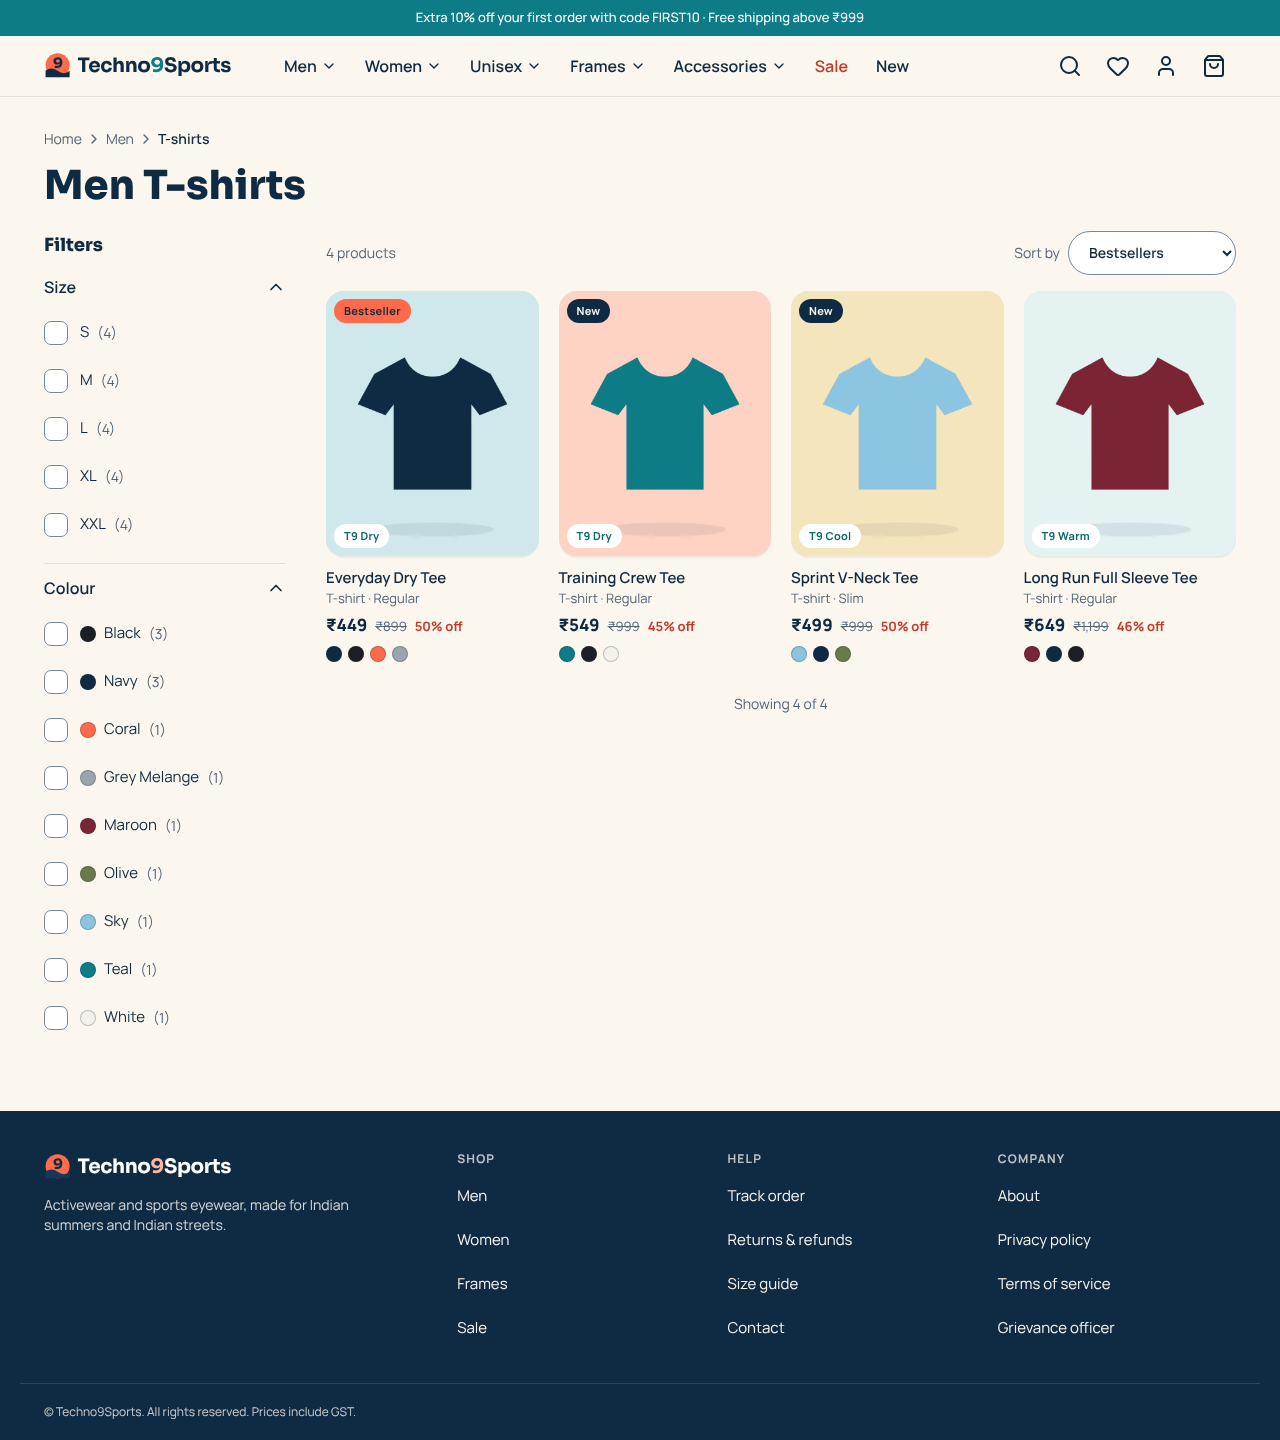 Extra 10% off your first order with code FIRST10 · Free shipping above ₹999
9 Techno9Sports
Men
Women
Unisex
Frames
Accessories
Sale
New
Home
Men
T-shirts
Men T-shirts
Filters
Size
S (4)
M (4)
L (4)
XL (4)
XXL (4)
Colour
Black (3)
Navy (3)
Coral (1)
Grey Melange (1)
Maroon (1)
Olive (1)
Sky (1)
Teal (1)
White (1)
4 products
Sort by
Bestsellers
Bestseller
T9 Dry
Everyday Dry Tee
T-shirt · Regular
₹449 ₹899 50% off
New
T9 Dry
Training Crew Tee
T-shirt · Regular
₹549 ₹999 45% off
New
T9 Cool
Sprint V-Neck Tee
T-shirt · Slim
₹499 ₹999 50% off
T9 Warm
Long Run Full Sleeve Tee
T-shirt · Regular
₹649 ₹1,199 46% off
Showing 4 of 4
9 Techno9Sports
Activewear and sports eyewear, made for Indian
summers and Indian streets.
SHOP
Men
Women
Frames
Sale
HELP
Track order
Returns & refunds
Size guide
Contact
COMPANY
About
Privacy policy
Terms of service
Grievance officer
© Techno9Sports. All rights reserved. Prices include GST.